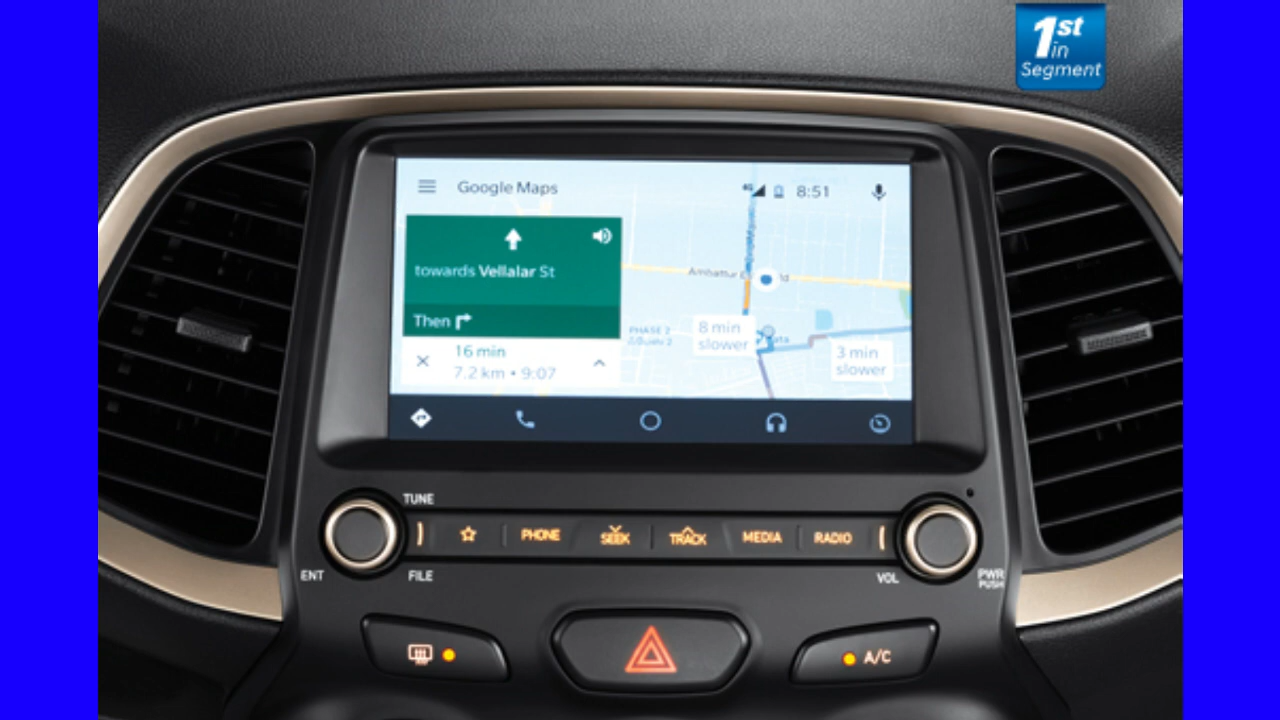 1st
in
Segment
Google Maps
4G
8:51
towards Vellalar St
Then
16 min
7.2 km • 9:07
Ambattur
PHASE 2
8 min
slower
3 min
slower
TUNE
PHONE
SEEK
TRACK
MEDIA
RADIO
ENT
FILE
VOL
PWR
PUSH
A/C